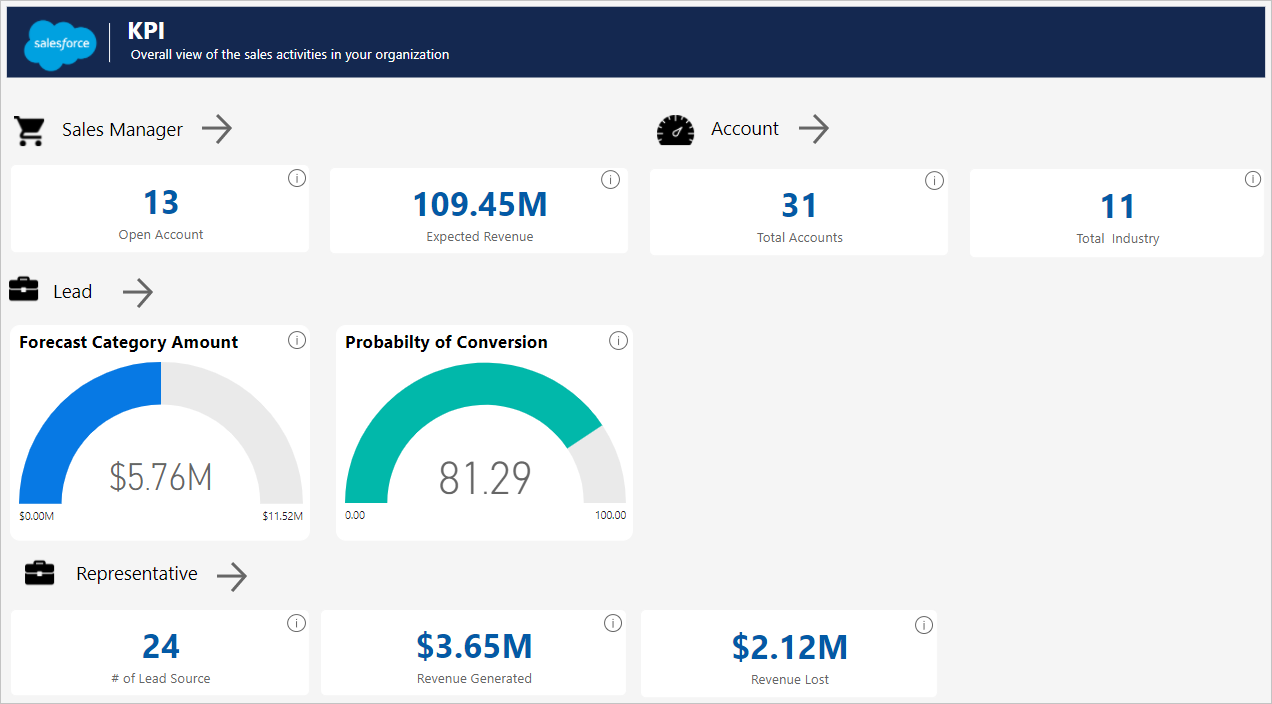 salesforce
KPI
Overall view of the sales activities in your organization
Sales Manager
Account
13
Open Account
109.45M
Expected Revenue
31
Total Accounts
11
Total Industry
Lead
Forecast Category Amount
$5.76M
$0.00M
$11.52M
Probabilty of Conversion
81.29
0.00
100.00
Representative
24
# of Lead Source
$3.65M
Revenue Generated
$2.12M
Revenue Lost